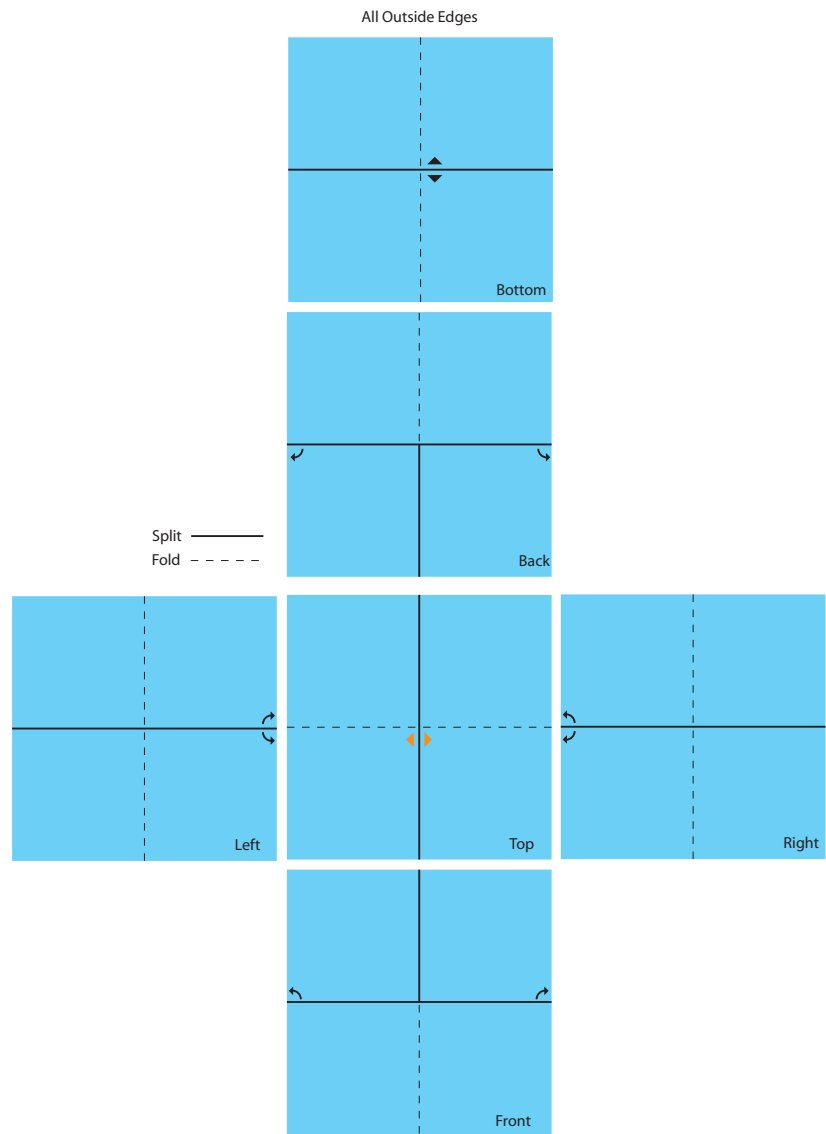 All Outside Edges
Bottom
Split
Fold
Back
Left
Top
Right
Front